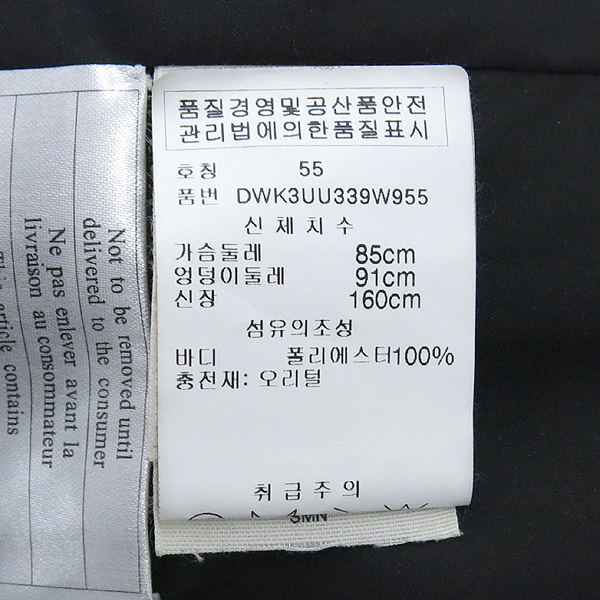 품질경영및공산품안전
관리법에의한품질표시
호칭 55
품번 DWK3UU339W955
신체치수
가슴둘레 85cm
엉덩이둘레 91cm
신장 160cm
섬유의조성
바디 폴리에스터100%
충전재: 오리털
취급주의
Not to be removed until
delivered to the consumer
Ne pas enlever avant la
livraison au consommateur
This article contains